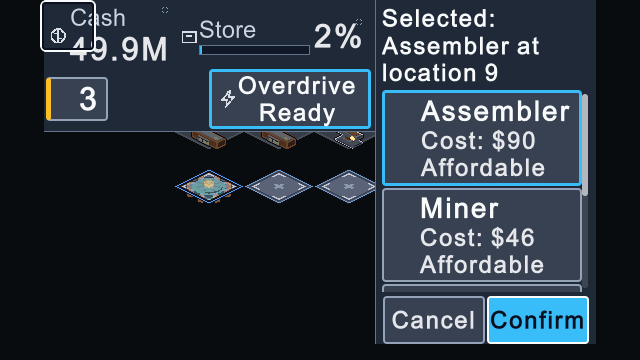 Cash
49.9M
Store
2%
3
Overdrive
Ready
Selected:
Assembler at
location 9
Assembler
Cost: $90
Affordable
Miner
Cost: $46
Affordable
Cancel
Confirm